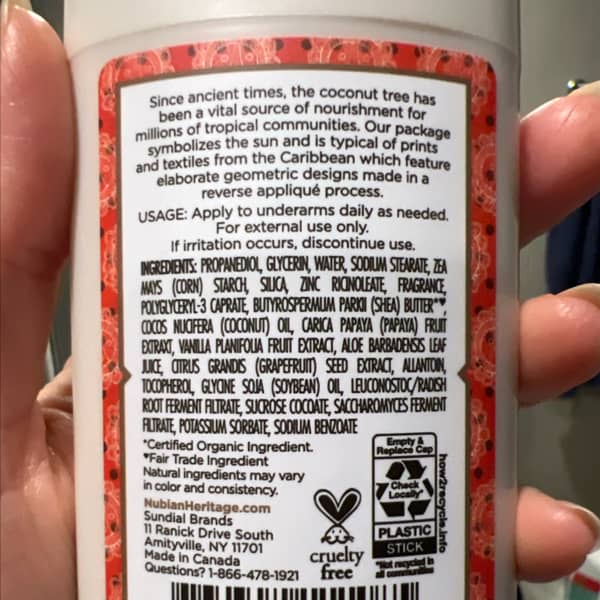 Since ancient times, the coconut tree has
been a vital source of nourishment for
millions of tropical communities. Our package
symbolizes the sun and is typical of prints
and textiles from the Caribbean which feature
elaborate geometric designs made in a
reverse appliqué process.
USAGE: Apply to underarms daily as needed.
For external use only.
If irritation occurs, discontinue use.
INGREDIENTS: PROPANEDIOL, GLYCERIN, WATER, SODIUM STEARATE, ZEA
MAYS (CORN) STARCH, SILICA, ZINC RICINOLEATE, FRAGRANCE,
POLYGLYCERYL-3 CAPRATE, BUTYROSPERMUM PARKII (SHEA) BUTTER*♥,
COCOS NUCIFERA (COCONUT) OIL, CARICA PAPAYA (PAPAYA) FRUIT
EXTRAXT, VANILLA PLANIFOLIA FRUIT EXTRACT, ALOE BARBADENSIS LEAF
JUICE, CITRUS GRANDIS (GRAPEFRUIT) SEED EXTRACT, ALLANTOIN,
TOCOPHEROL, GLYCINE SOJA (SOYBEAN) OIL, LEUCONOSTOC/RADISH
ROOT FERMENT FILTRATE, SUCROSE COCOATE, SACCHAROMYCES FERMENT
FILTRATE, POTASSIUM SORBATE, SODIUM BENZOATE
*Certified Organic Ingredient.
♥Fair Trade Ingredient
Natural ingredients may vary
in color and consistency.
NubianHeritage.com
Sundial Brands
11 Ranick Drive South
Amityville, NY 11701
Made in Canada
Questions? 1-866-478-1921
cruelty
free
Empty &
Replace Cap
Check
Locally*
PLASTIC
STICK
*Not recycled in
all communities
how2recycle.info